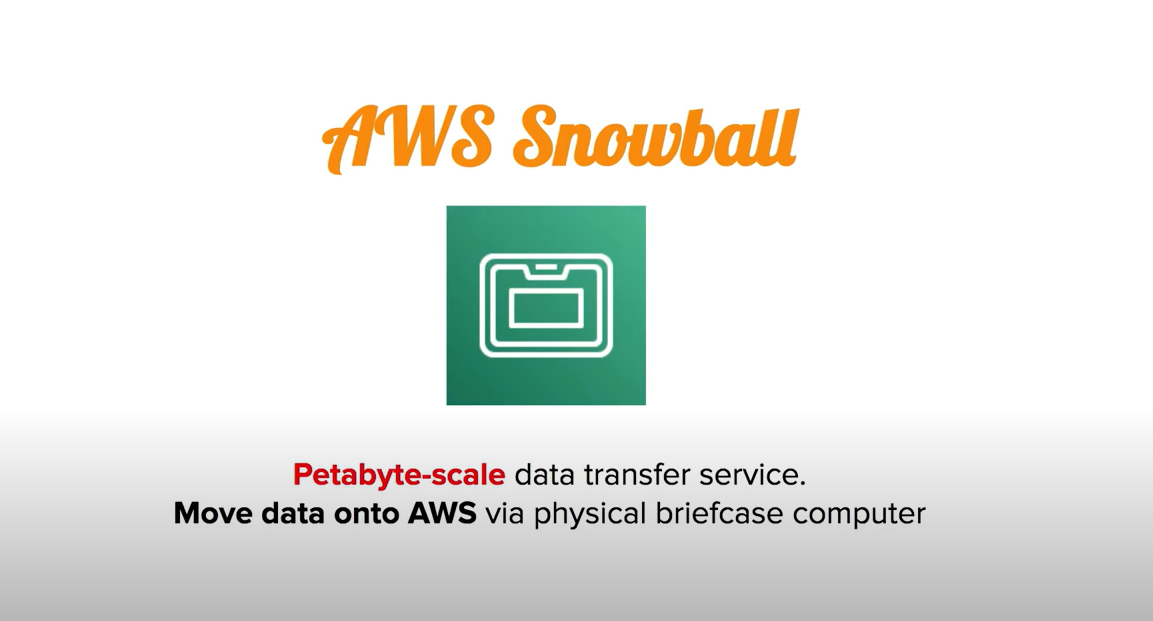 AWS Snowball
Petabyte-scale data transfer service.
Move data onto AWS via physical briefcase computer